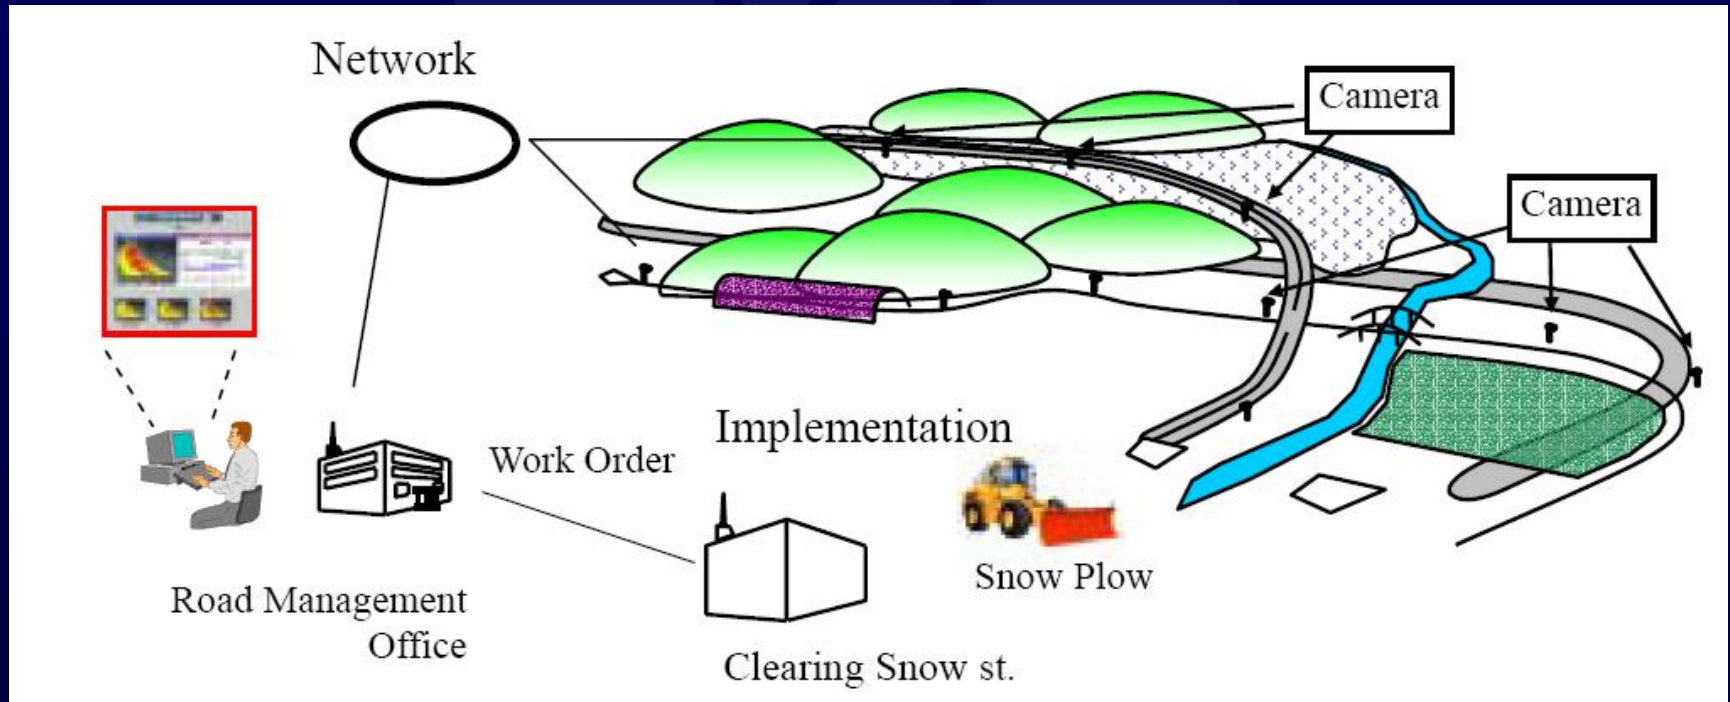 Network
Camera
Camera
Implementation
Work Order
Snow Plow
Road Management
Office
Clearing Snow st.